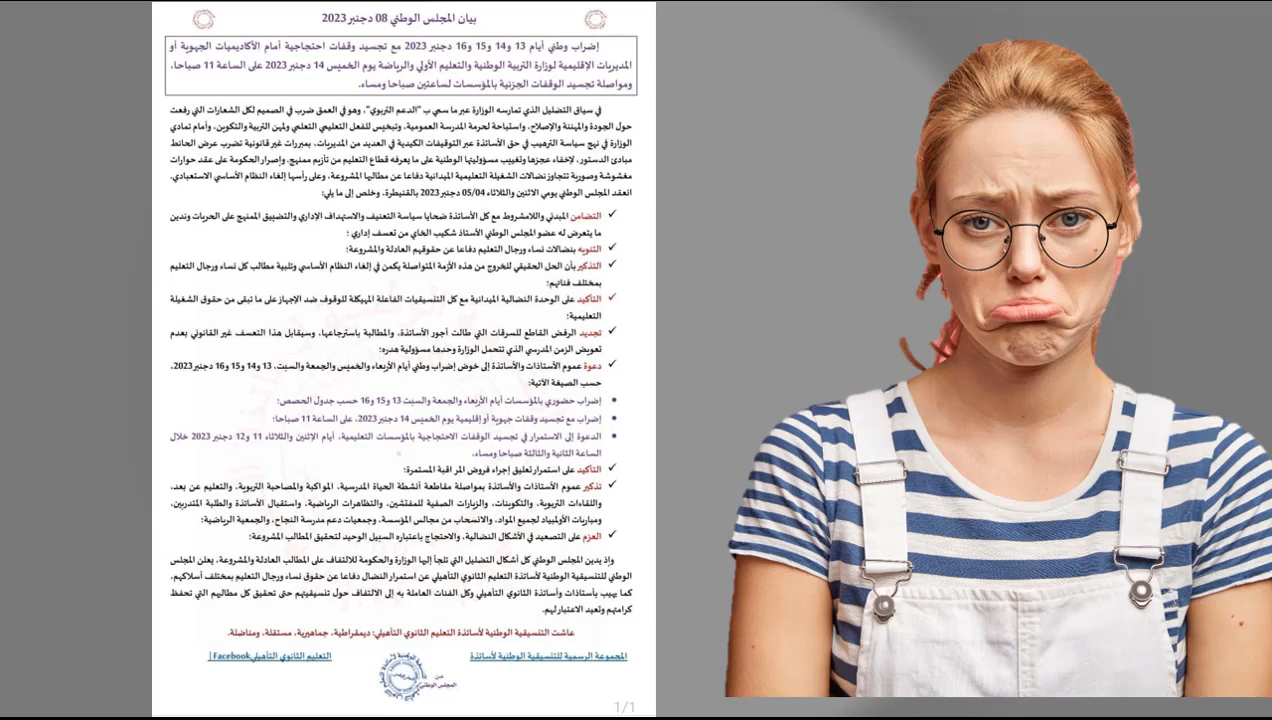 بيان المجلس الوطني 08 دجنبر 2023
إضراب وطني أيام 13 و14 و15 و16 دجنبر 2023 مع تجسيد وقفات احتجاجية أمام الأكاديميات الجهوية أو
المديريات الإقليمية لوزارة التربية الوطنية والتعليم الأولي والرياضة يوم الخميس 14 دجنبر 2023 على الساعة 11 صباحا،
ومواصلة تجسيد الوقفات الجزئية بالمؤسسات لساعتين صباحا ومساء.
في سياق التضليل الذي تمارسه الوزارة عبر ما سمي ب "الدعم التربوي"، وهو في العمق ضرب في الصميم لكل الشعارات التي رفعت
حول الجودة والمهننة والإصلاح، واستباحة لحرمة المدرسة العمومية، وتبخيس للفعل التعليمي التعلمي ولمهن التربية والتكوين، وأمام تمادي
الوزارة في نهج سياسة الترهيب في حق الأساتذة عبر التوقيفات الكيدية في العديد من المديريات، بمبررات غير قانونية تضرب عرض الحائط
مبادئ الدستور، لإخفاء عجزها وتغييب مسؤوليتها الوطنية على ما يعرفه قطاع التعليم من تأزيم ممنهج، وإصرار الحكومة على عقد حوارات
مغشوشة وصورية تتجاوز نضالات الشغيلة التعليمية الميدانية دفاعا عن مطالبها المشروعة، وعلى رأسها إلغاء النظام الأساسي الاستعبادي،
انعقد المجلس الوطني يومي الاثنين والثلاثاء 05/04 دجنبر 2023 بالقنيطرة، وخلص إلى ما يلي:
✓ التضامن المبدئي واللامشروط مع كل الأساتذة ضحايا سياسة التعنيف والاستهداف الإداري والتضييق الممنهج على الحريات وندين
ما يتعرض له عضو المجلس الوطني الأستاذ شكيب الخاي من تعسف إداري ؛
✓ التنويه بنضالات نساء ورجال التعليم دفاعا عن حقوقهم العادلة والمشروعة؛
✓ التذكير بأن الحل الحقيقي للخروج من هذه الأزمة المتواصلة يكمن في إلغاء النظام الأساسي وتلبية مطالب كل نساء ورجال التعليم
بمختلف فئاتهم؛
✓ التأكيد على الوحدة النضالية الميدانية مع كل التنسيقيات الفاعلة المهيكلة للوقوف ضد الإجهاز على ما تبقى من حقوق الشغيلة
التعليمية؛
✓ تجديد الرفض القاطع للسرقات التي طالت أجور الأساتذة، والمطالبة باسترجاعها، وسيقابل هذا التعسف غير القانوني بعدم
تعويض الزمن المدرسي الذي تتحمل الوزارة وحدها مسؤولية هدره؛
✓ دعوة عموم الأستاذات والأساتذة إلى خوض إضراب وطني أيام الأربعاء والخميس والجمعة والسبت، 13 و14 و15 و16 دجنبر 2023،
حسب الصيغة الآتية:
• إضراب حضوري بالمؤسسات أيام الأربعاء والجمعة والسبت 13 و15 و16 حسب جدول الحصص؛
• إضراب مع تجسيد وقفات جهوية أو إقليمية يوم الخميس 14 دجنبر 2023، على الساعة 11 صباحا؛
• الدعوة إلى الاستمرار في تجسيد الوقفات الاحتجاجية بالمؤسسات التعليمية، أيام الإثنين والثلاثاء 11 و12 دجنبر 2023 خلال
الساعة الثانية والثالثة صباحا ومساء.
✓ التأكيد على استمرار تعليق إجراء فروض المراقبة المستمرة؛
✓ تذكير عموم الأستاذات والأساتذة بمواصلة مقاطعة أنشطة الحياة المدرسية، المواكبة والمصاحبة التربوية، والتعليم عن بعد،
واللقاءات التربوية، والتكوينات، والزيارات الصفية للمفتشين، والتظاهرات الرياضية، واستقبال الأساتذة والطلبة المتدربين،
ومباريات الأولمبياد لجميع المواد، والانسحاب من مجالس المؤسسة، وجمعيات دعم مدرسة النجاح، والجمعية الرياضية؛
✓ العزم على التصعيد في الأشكال النضالية، والاحتجاج باعتباره السبيل الوحيد لتحقيق المطالب المشروعة؛
وإذ يدين المجلس الوطني كل أشكال التضليل التي تلجأ إليها الوزارة والحكومة للالتفاف على المطالب العادلة والمشروعة، يعلن المجلس
الوطني للتنسيقية الوطنية لأساتذة التعليم الثانوي التأهيلي عن استمرار النضال دفاعا عن حقوق نساء ورجال التعليم بمختلف أسلاكهم،
كما يهيب بأستاذات وأساتذة الثانوي التأهيلي وكل الفئات العاملة به إلى الالتفاف حول تنسيقيتهم حتى تحقيق كل مطالبهم التي تحفظ
كرامتهم وتعيد الاعتبار لهم.
عاشت التنسيقية الوطنية لأساتذة التعليم الثانوي التأهيلي: ديمقراطية، جماهيرية، مستقلة، ومناضلة.
المجموعة الرسمية للتنسيقية الوطنية لأساتذة
التعليم الثانوي التأهيلي Facebook |
عن
المجلس الوطني
1/1